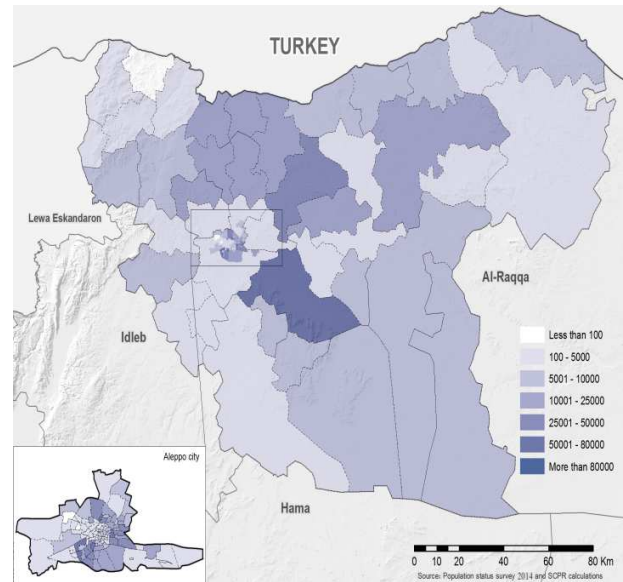 TURKEY
Lewa Eskandaron
Al-Raqqa
Idleb
Less than 100
100 - 5000
5001 - 10000
10001 - 25000
25001 - 50000
50001 - 80000
More than 80000
Aleppo city
Hama
0 10 20 40 60 80 Km
Source: Population status survey 2014 and SCPR calculations